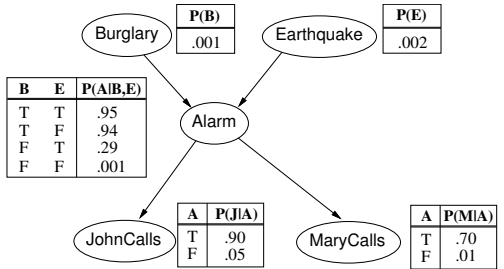 P(B)
.001
Burglary
P(E)
.002
Earthquake
B E P(A|B,E)
T T .95
T F .94
F T .29
F F .001
Alarm
A P(J|A)
T .90
F .05
JohnCalls
A P(M|A)
T .70
F .01
MaryCalls